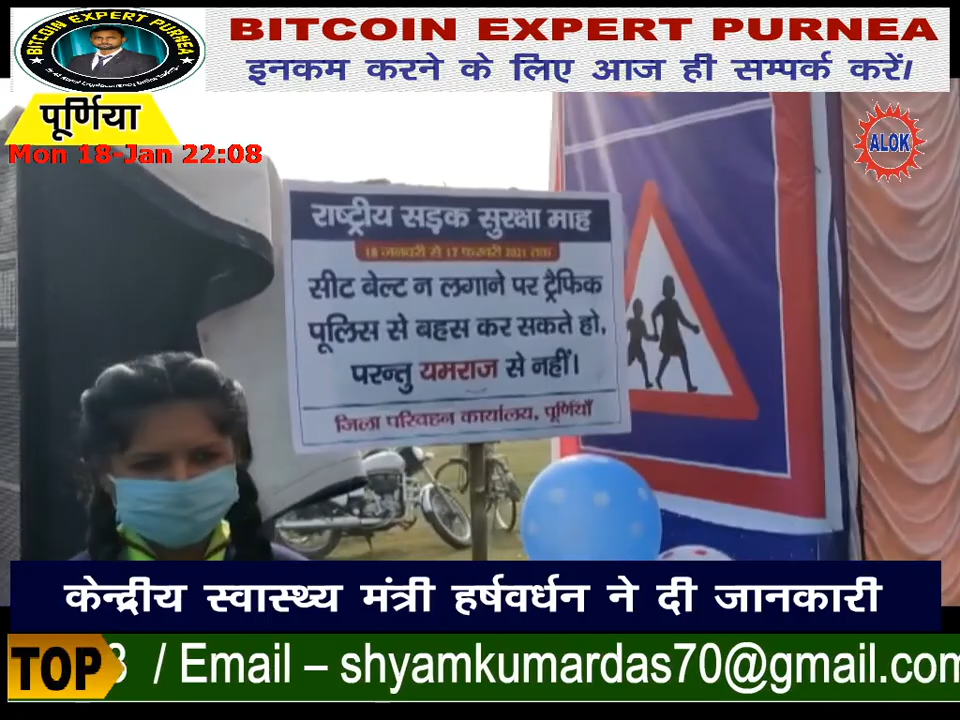 BITCOIN EXPERT PURNEA
BITCOIN EXPERT PURNEA
इनकम करने के लिए आज ही सम्पर्क करें।
पूर्णिया
Mon 18-Jan 22:08
ALOK
राष्ट्रीय सड़क सुरक्षा माह
18 जनवरी से 17 फरवरी 2021 तक
सीट बेल्ट न लगाने पर ट्रैफिक
पूलिस से बहस कर सकते हो,
परन्तु यमराज से नहीं।
जिला परिवहन कार्यालय, पूर्णियाँ
केन्द्रीय स्वास्थ्य मंत्री हर्षवर्धन ने दी जानकारी
TOP 3 / Email – shyamkumardas70@gmail.com